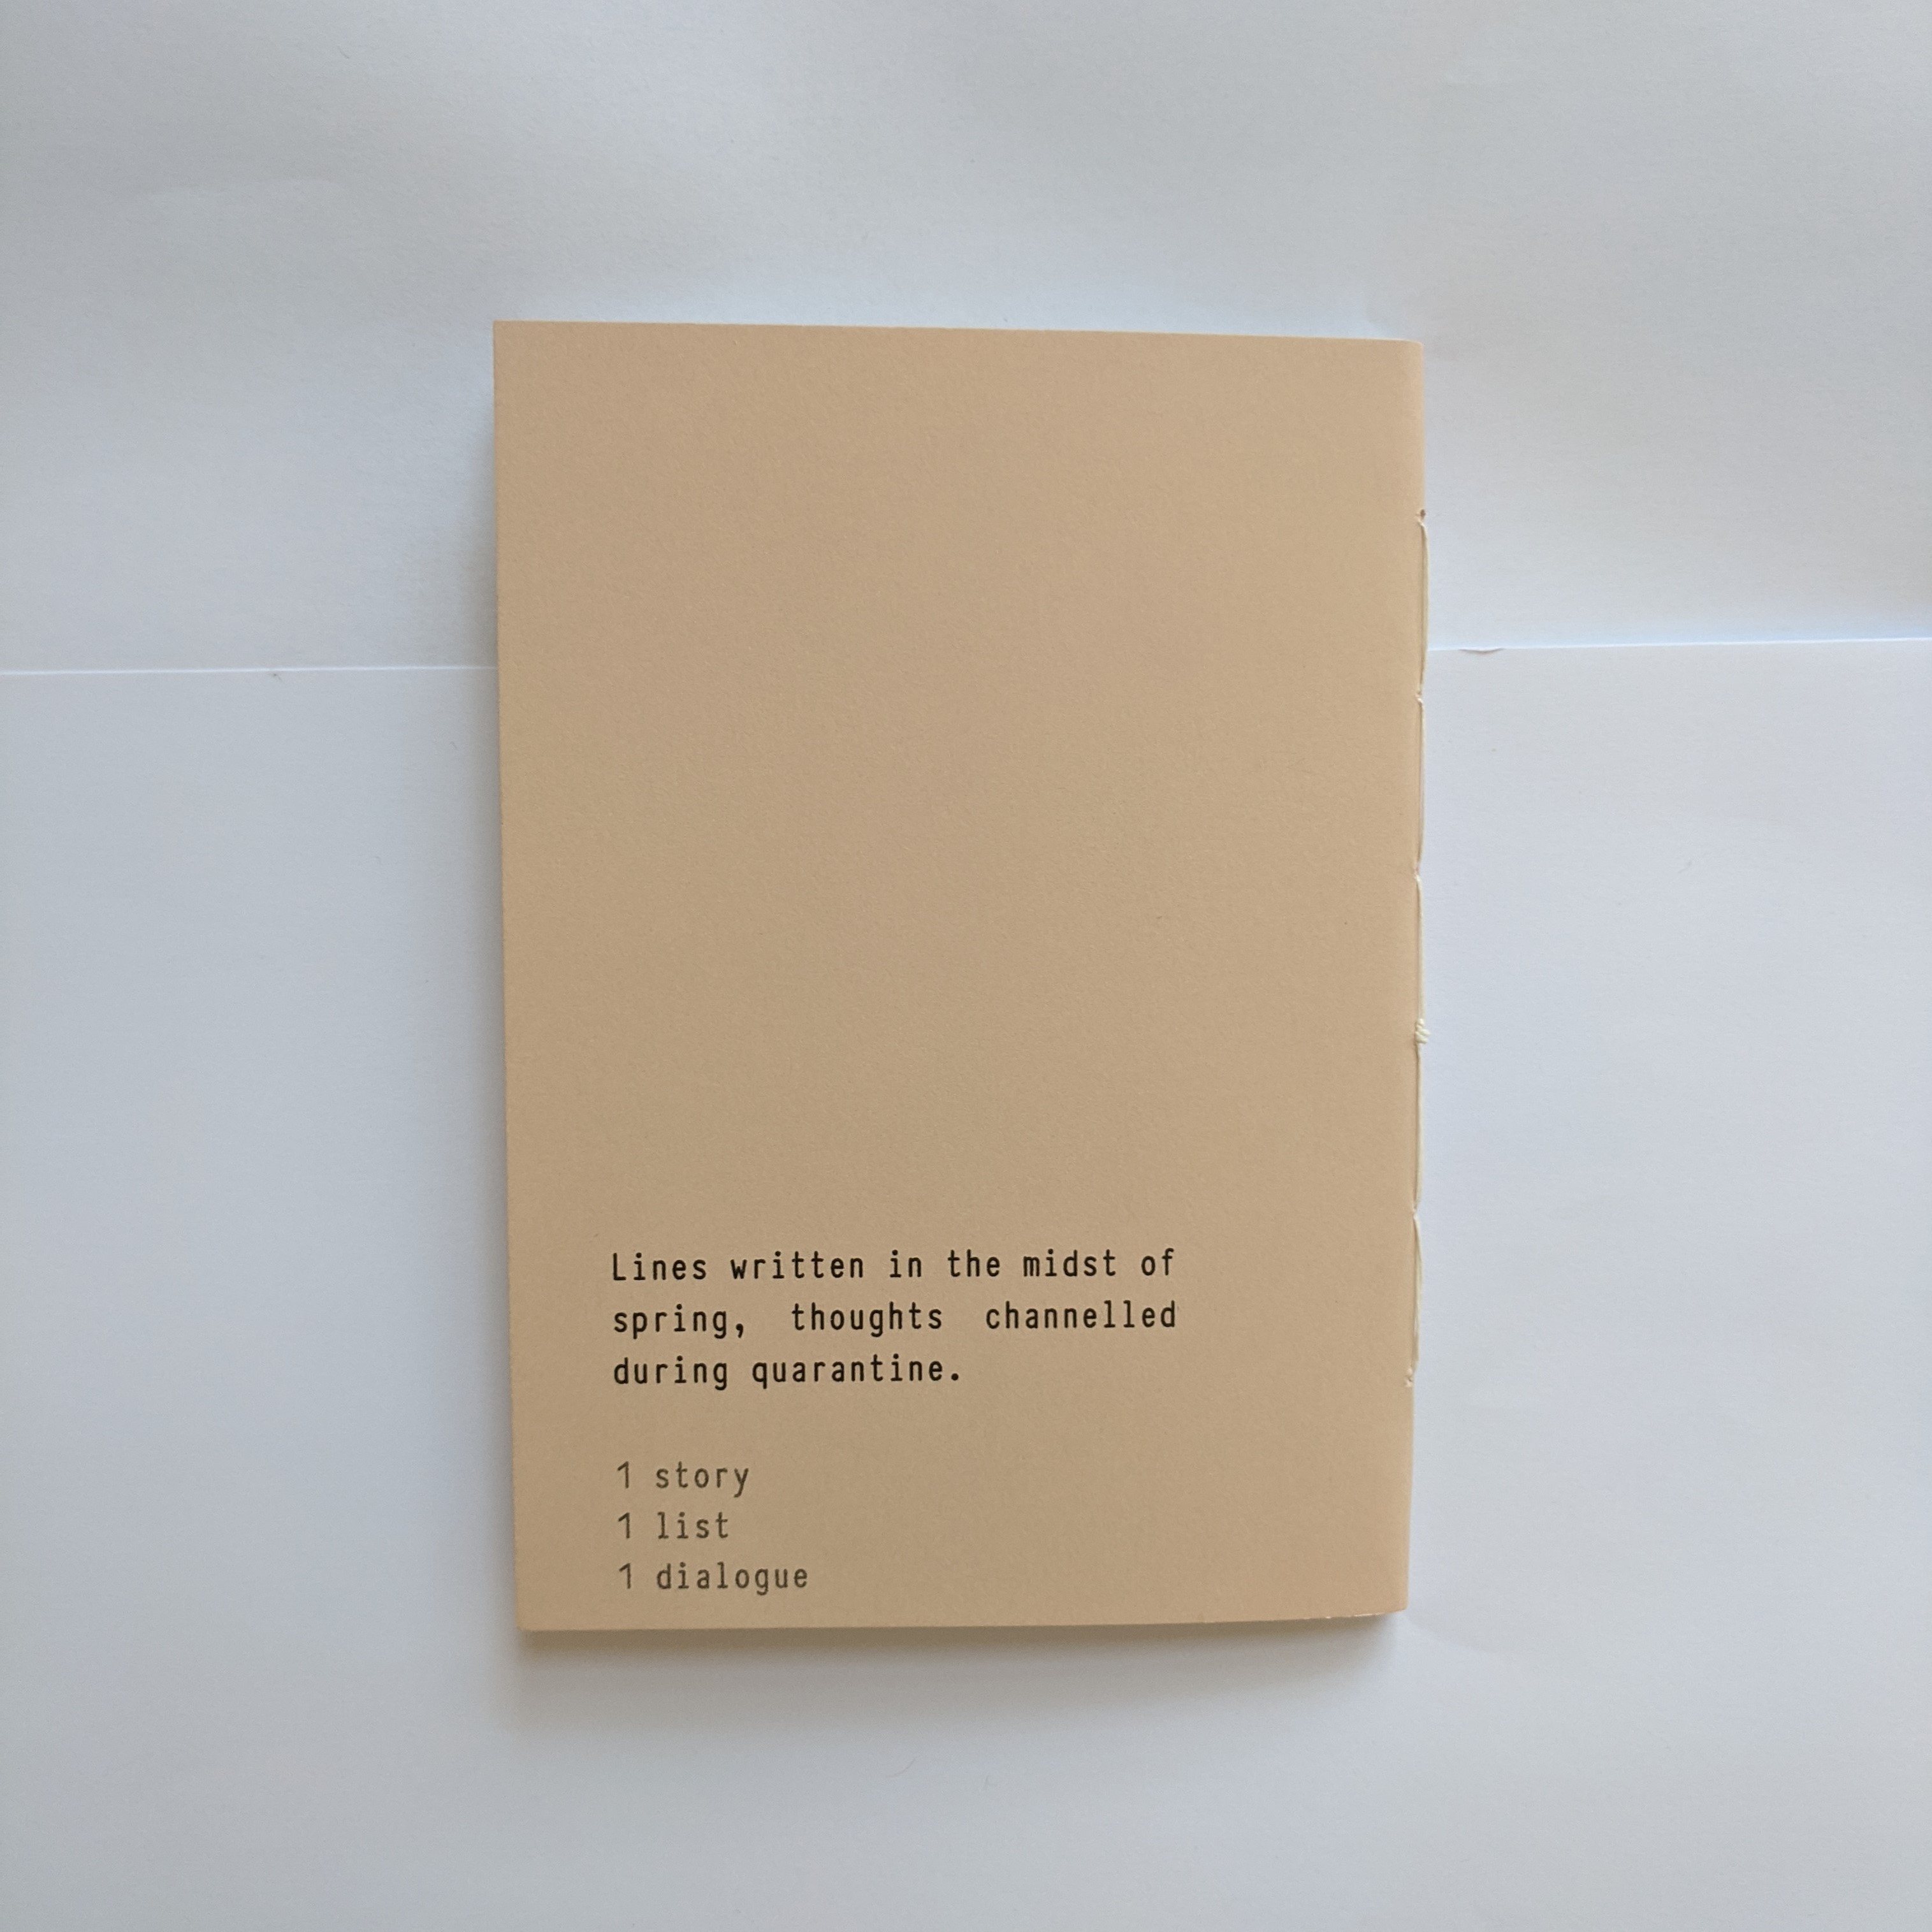 Lines written in the midst of
spring, thoughts channelled
during quarantine.
1 story
1 list
1 dialogue